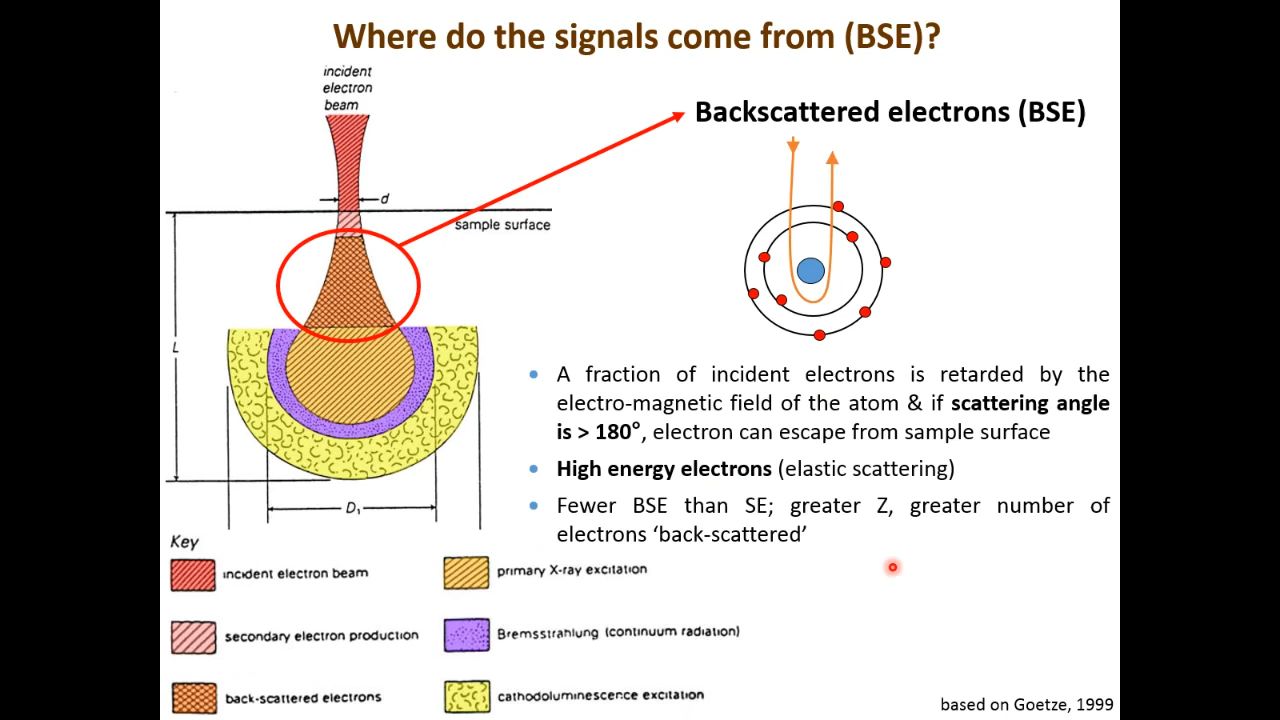 Where do the signals come from (BSE)?
incident
electron
beam
Backscattered electrons (BSE)
d
sample surface
L
A fraction of incident electrons is retarded by the
electro-magnetic field of the atom & if scattering angle
is > 180°, electron can escape from sample surface
High energy electrons (elastic scattering)
Fewer BSE than SE; greater Z, greater number of
electrons ‘back-scattered’
D₁
Key
incident electron beam
primary X-ray excitation
secondary electron production
Bremsstrahlung (continuum radiation)
back-scattered electrons
cathodoluminescence excitation
based on Goetze, 1999